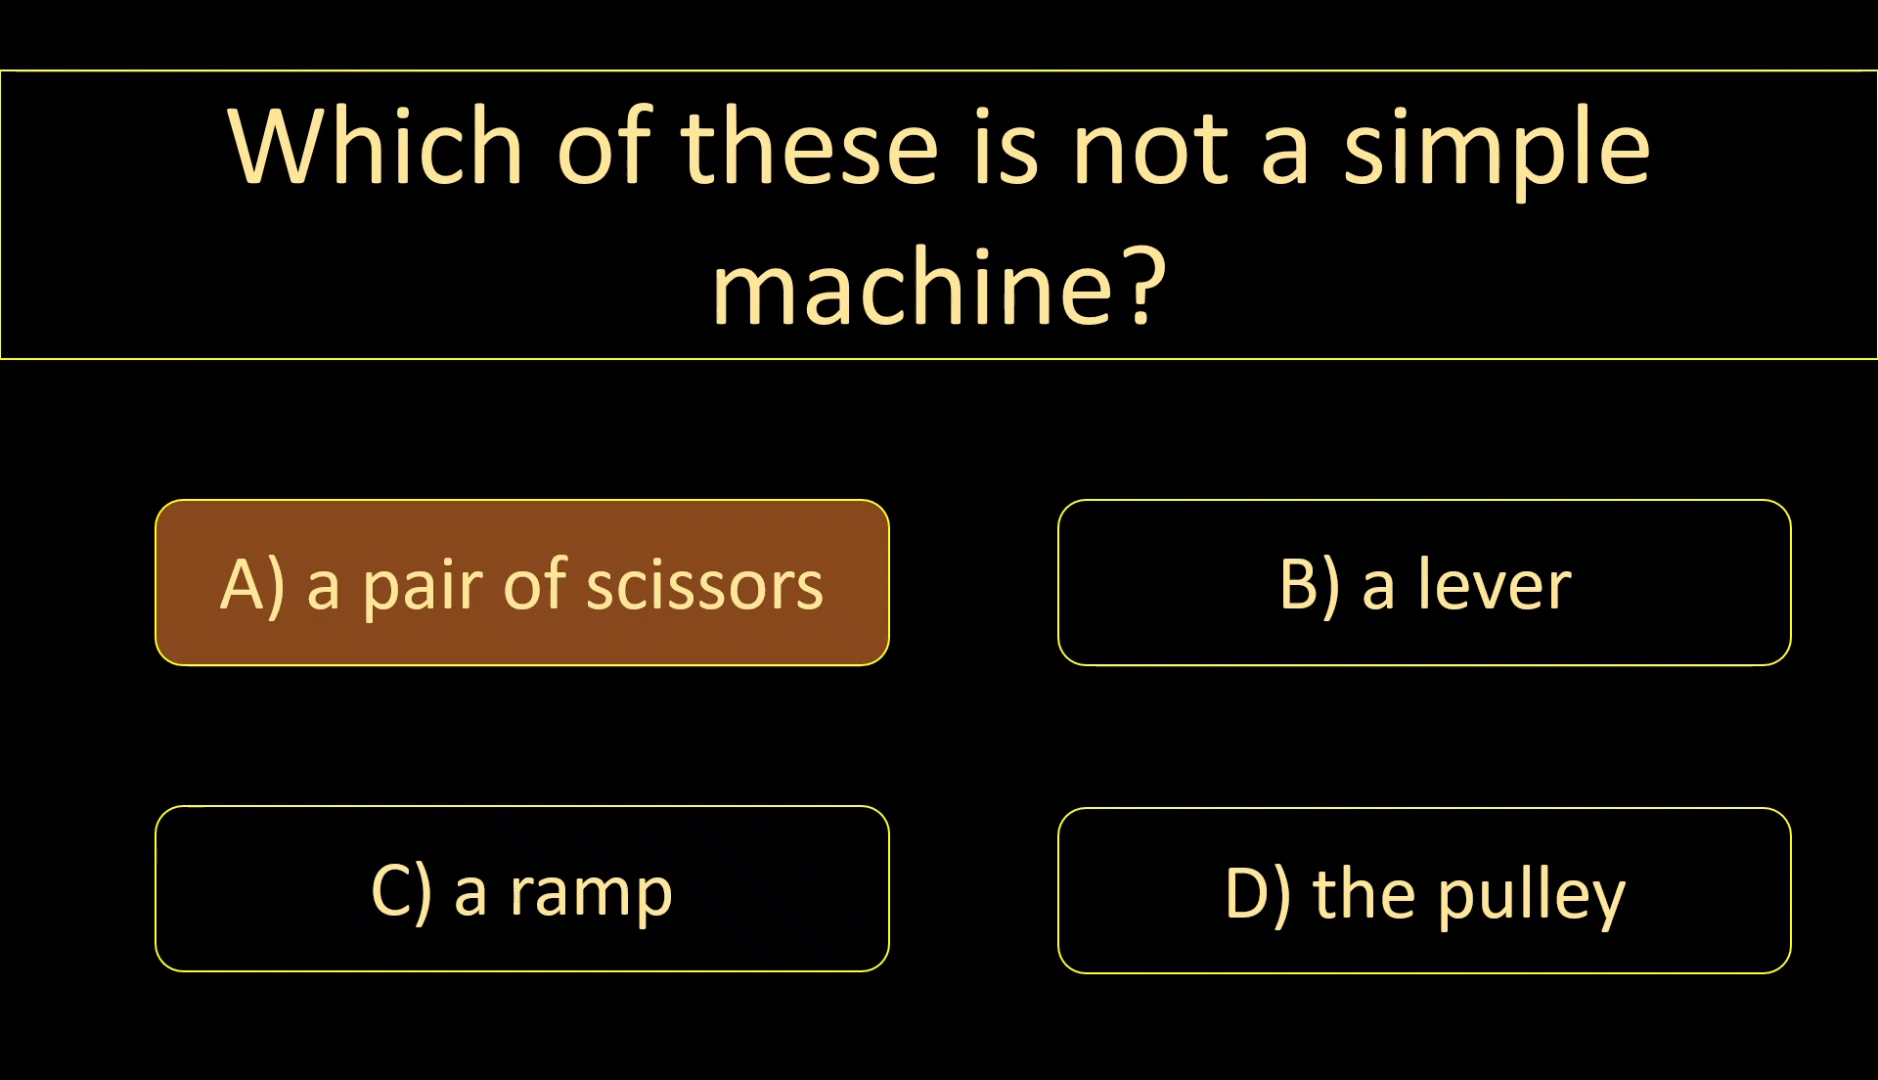 Which of these is not a simple
machine?
A) a pair of scissors
B) a lever
C) a ramp
D) the pulley